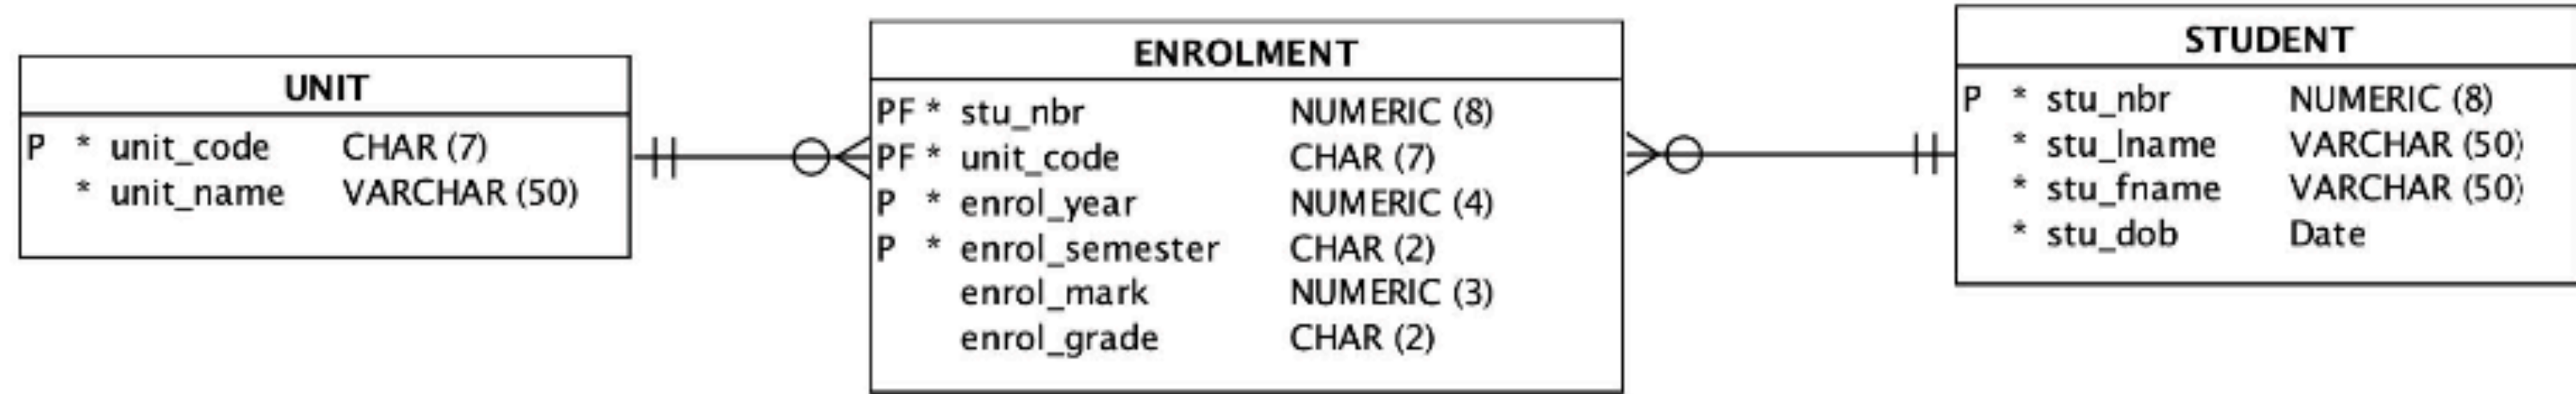 UNIT
P * unit_code CHAR (7)
* unit_name VARCHAR (50)
ENROLMENT
PF * stu_nbr NUMERIC (8)
PF * unit_code CHAR (7)
P * enrol_year NUMERIC (4)
P * enrol_semester CHAR (2)
enrol_mark NUMERIC (3)
enrol_grade CHAR (2)
STUDENT
P * stu_nbr NUMERIC (8)
* stu_lname VARCHAR (50)
* stu_fname VARCHAR (50)
* stu_dob Date